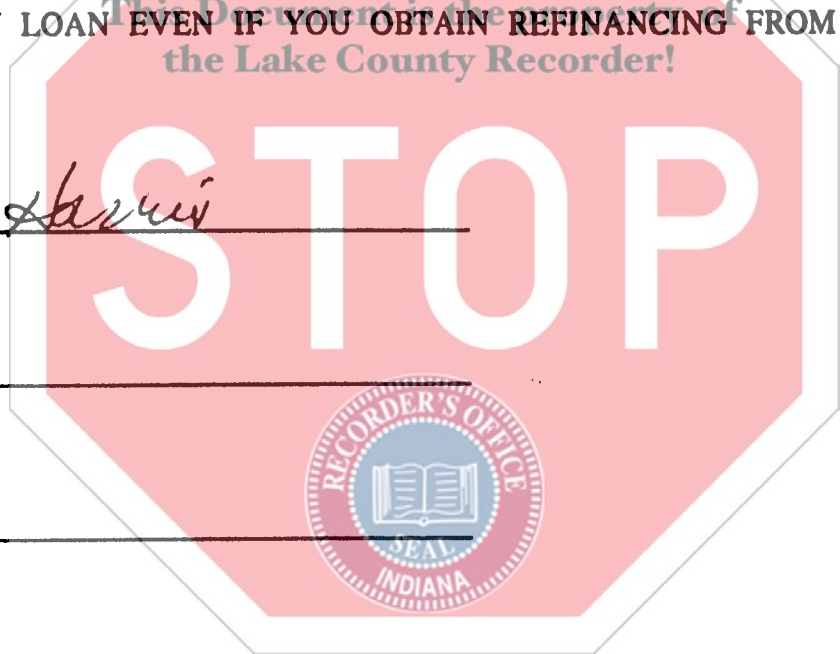 This Document is the property of
LOAN EVEN IF YOU OBTAIN REFINANCING FROM
the Lake County Recorder!
STOP
Harris
RECORDER'S OFFICE
SEAL
INDIANA